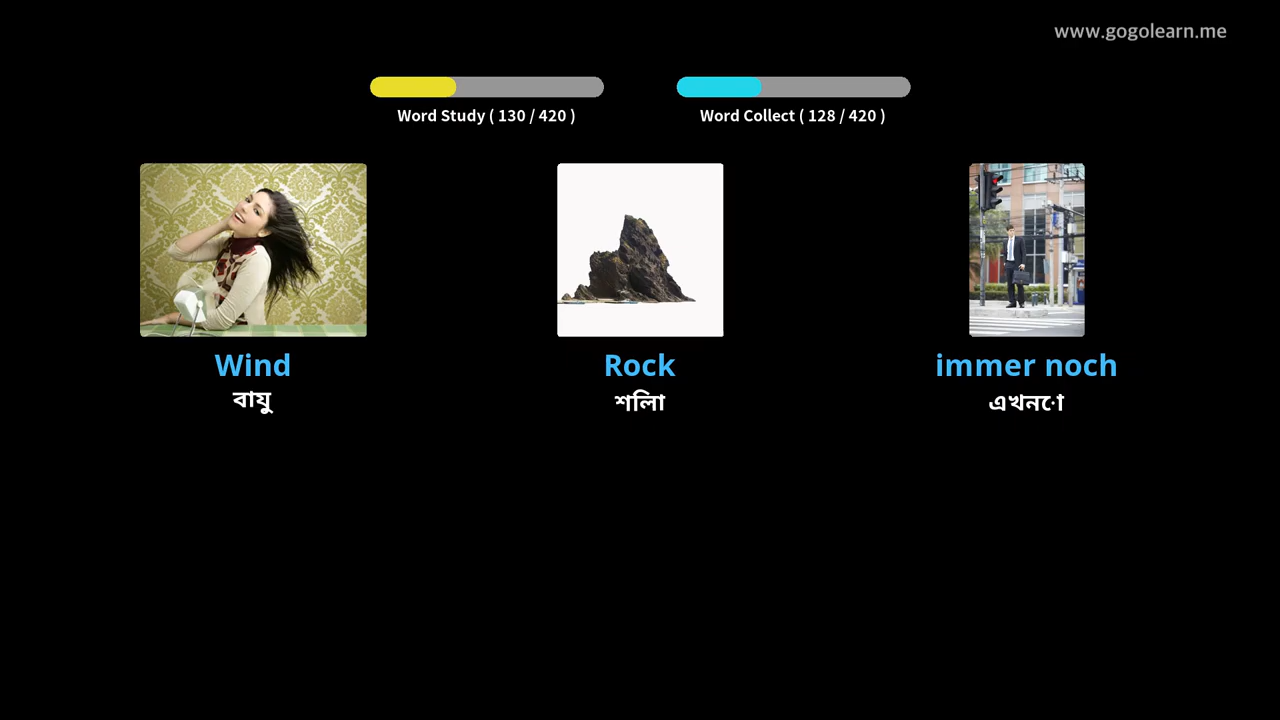 www.gogolearn.me
Word Study ( 130 / 420 )
Word Collect ( 128 / 420 )
Wind
Rock
immer noch
বাযু
শিলা
এখনো